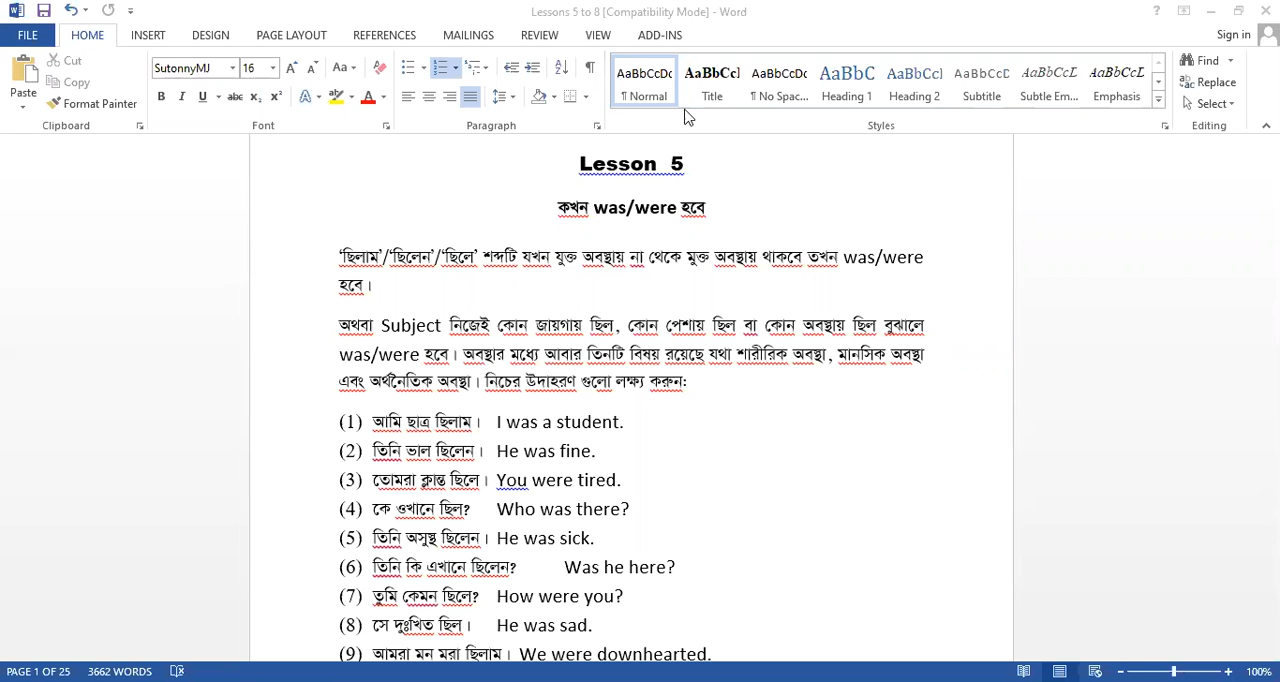 Lessons 5 to 8 [Compatibility Mode] - Word
FILE HOME INSERT DESIGN PAGE LAYOUT REFERENCES MAILINGS REVIEW VIEW ADD-INS Sign in
Paste Cut Copy Format Painter
SutonnyMJ 16
AaBbCcDc AaBbCcl AaBbCcDc AaBbC AaBbCcl AaBbCcD AaBbCcL AaBbCcL
¶ Normal Title ¶ No Spac... Heading 1 Heading 2 Subtitle Subtle Em... Emphasis
Find Replace Select
Clipboard Font Paragraph Styles Editing
Lesson 5
কখন was/were হবে
‘ছিলাম’/‘ছিলেন’/‘ছিলে’ শব্দটি যখন যুক্ত অবস্থায় না থেকে মুক্ত অবস্থায় থাকবে তখন was/were
হবে।
অথবা Subject নিজেই কোন জায়গায় ছিল, কোন পেশায় ছিল বা কোন অবস্থায় ছিল বুঝালে
was/were হবে। অবস্থার মধ্যে আবার তিনটি বিষয় রয়েছে যথা শারীরিক অবস্থা, মানসিক অবস্থা
এবং অর্থনৈতিক অবস্থা। নিচের উদাহরণ গুলো লক্ষ্য করুন:
(1) আমি ছাত্র ছিলাম। I was a student.
(2) তিনি ভাল ছিলেন। He was fine.
(3) তোমরা ক্লান্ত ছিলে। You were tired.
(4) কে ওখানে ছিল? Who was there?
(5) তিনি অসুস্থ ছিলেন। He was sick.
(6) তিনি কি এখানে ছিলেন? Was he here?
(7) তুমি কেমন ছিলে? How were you?
(8) সে দুঃখিত ছিল। He was sad.
(9) আমরা মন মরা ছিলাম। We were downhearted.
PAGE 1 OF 25 3662 WORDS 100%